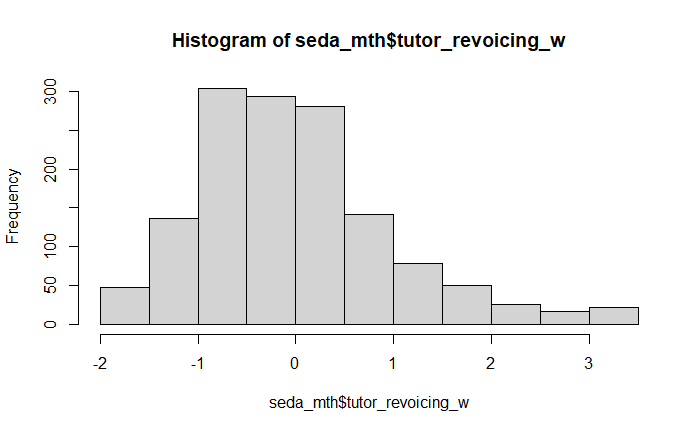 Histogram of seda_mth$tutor_revoicing_w
Frequency
300
200
100
50
0
-2 -1 0 1 2 3
seda_mth$tutor_revoicing_w